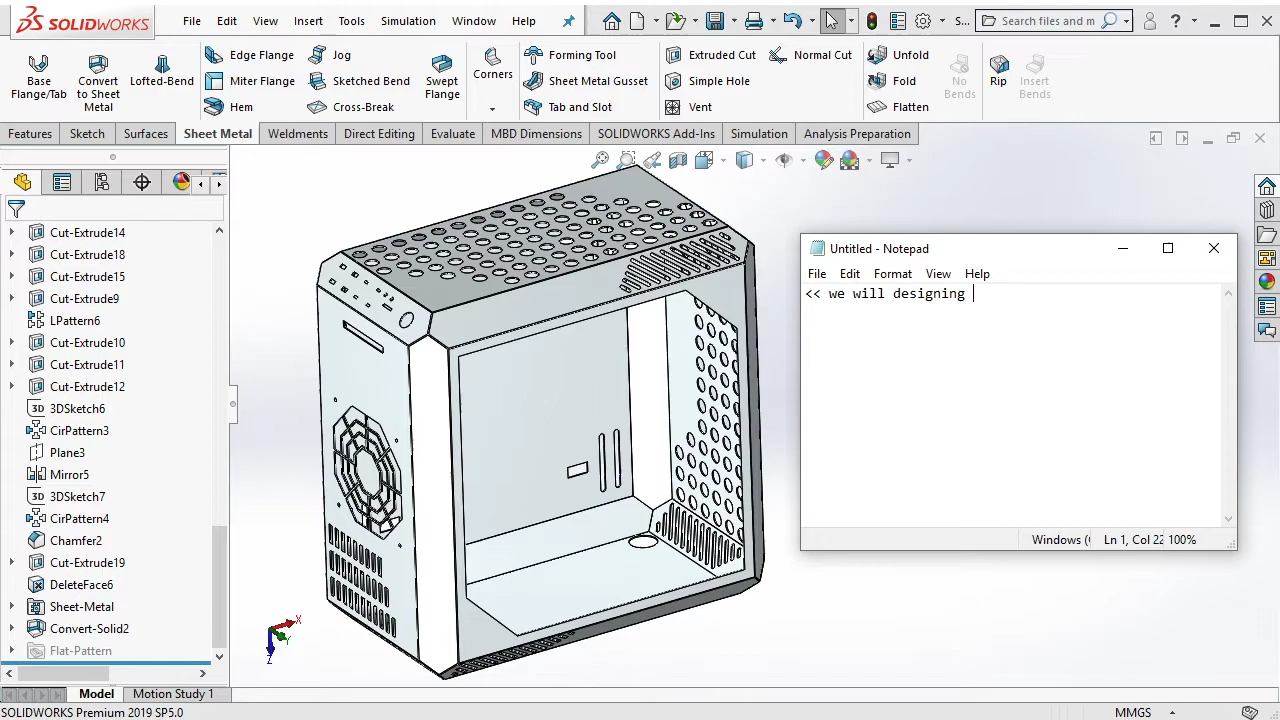 SOLIDWORKS
File Edit View Insert Tools Simulation Window Help
S...
Search files and m
Base Flange/Tab
Convert to Sheet Metal
Lofted-Bend
Edge Flange
Miter Flange
Hem
Jog
Sketched Bend
Cross-Break
Swept Flange
Corners
Forming Tool
Sheet Metal Gusset
Tab and Slot
Extruded Cut
Simple Hole
Vent
Normal Cut
Unfold
Fold
Flatten
No Bends
Rip
Insert Bends
Features Sketch Surfaces Sheet Metal Weldments Direct Editing Evaluate MBD Dimensions SOLIDWORKS Add-Ins Simulation Analysis Preparation
Cut-Extrude14
Cut-Extrude18
Cut-Extrude15
Cut-Extrude9
LPattern6
Cut-Extrude10
Cut-Extrude11
Cut-Extrude12
3D 3DSketch6
CirPattern3
Plane3
Mirror5
3D 3DSketch7
CirPattern4
Chamfer2
Cut-Extrude19
DeleteFace6
Sheet-Metal
Convert-Solid2
Flat-Pattern
X
Y
Z
Untitled - Notepad
File Edit Format View Help
<< we will designing
Windows (
Ln 1, Col 22
100%
Model Motion Study 1
SOLIDWORKS Premium 2019 SP5.0
MMGS